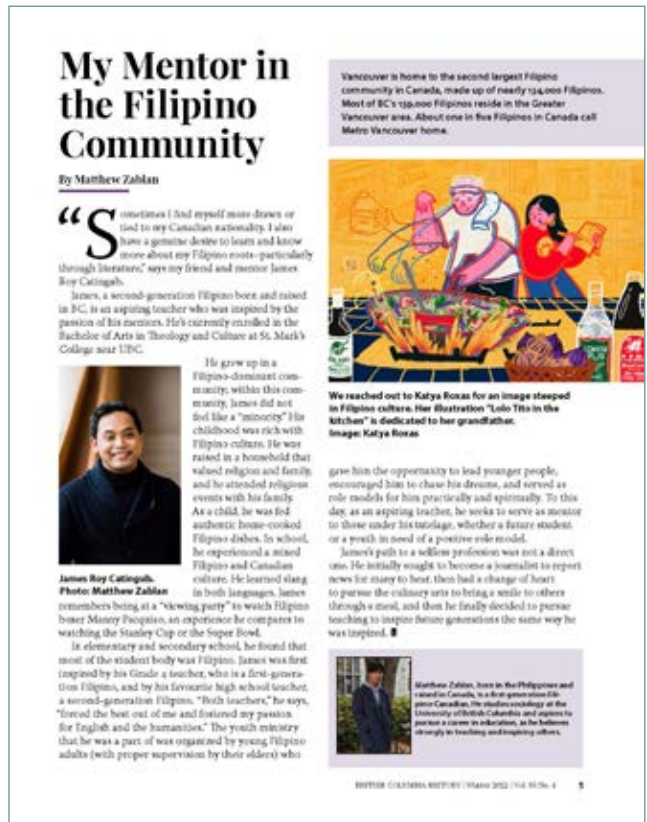 My Mentor in
the Filipino
Community
By Matthew Zablan
“Sometimes I find myself more drawn or
tied to my Canadian nationality. I also
have a genuine desire to learn and know
more about my Filipino roots–particularly
through literature,” says my friend and mentor James
Roy Catingub.
James, a second-generation Filipino born and raised
in BC, is an aspiring teacher who was inspired by the
passion of his mentors. He’s currently enrolled in the
Bachelor of Arts in Theology and Culture at St. Mark’s
College near UBC.
He grew up in a
Filipino-dominant com-
munity; within this com-
munity, James did not
feel like a “minority.” His
childhood was rich with
Filipino culture. He was
raised in a household that
valued religion and family,
and he attended religious
events with his family.
As a child, he was fed
authentic home-cooked
Filipino dishes. In school,
he experienced a mixed
Filipino and Canadian
culture. He learned slang
in both languages. James
James Roy Catingub.
Photo: Matthew Zablan
remembers being at a “viewing party” to watch Filipino
boxer Manny Pacquiao, an experience he compares to
watching the Stanley Cup or the Super Bowl.
In elementary and secondary school, he found that
most of the student body was Filipino. James was first
inspired by his Grade 4 teacher, who is a first-genera-
tion Filipino, and by his favourite high school teacher,
a second-generation Filipino. “Both teachers,” he says,
“forced the best out of me and fostered my passion
for English and the humanities.” The youth ministry
that he was a part of was organized by young Filipino
adults (with proper supervision by their elders) who
Vancouver is home to the second largest Filipino
community in Canada, made up of nearly 134,000 Filipinos.
Most of BC’s 159,000 Filipinos reside in the Greater
Vancouver area. About one in five Filipinos in Canada call
Metro Vancouver home.
We reached out to Katya Roxas for an image steeped
in Filipino culture. Her illustration “Lolo Tito in the
kitchen” is dedicated to her grandfather.
Image: Katya Roxas
gave him the opportunity to lead younger people,
encouraged him to chase his dreams, and served as
role models for him practically and spiritually. To this
day, as an aspiring teacher, he seeks to serve as mentor
to those under his tutelage, whether a future student
or a youth in need of a positive role model.
James’s path to a selfless profession was not a direct
one. He initially sought to become a journalist to report
news for many to hear, then had a change of heart
to pursue the culinary arts to bring a smile to others
through a meal, and then he finally decided to pursue
teaching to inspire future generations the same way he
was inspired.
Matthew Zablan, born in the Philippines and
raised in Canada, is a first-generation Fili-
pino Canadian. He studies sociology at the
University of British Columbia and aspires to
pursue a career in education, as he believes
strongly in teaching and inspiring others.
BRITISH COLUMBIA HISTORY | Winter 2022 | Vol. 55 No. 4 1